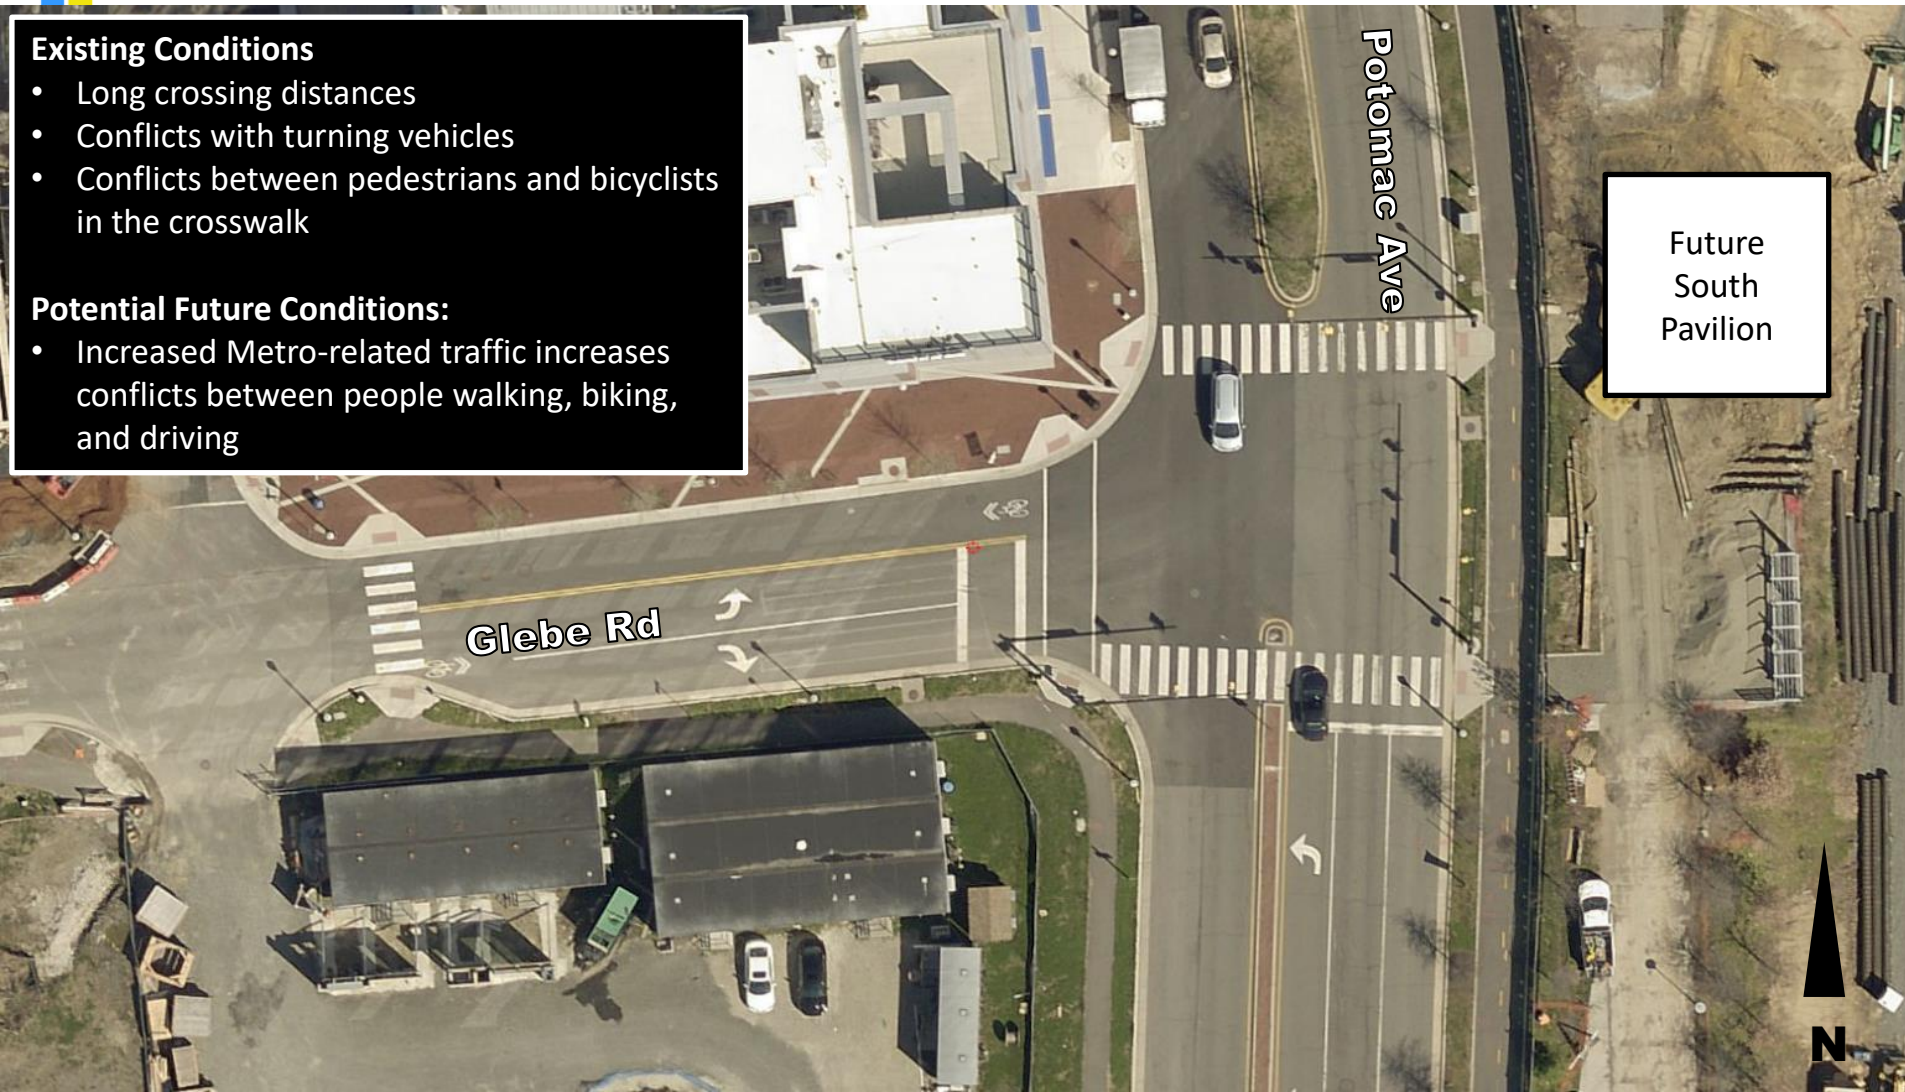 Existing Conditions
• Long crossing distances
• Conflicts with turning vehicles
• Conflicts between pedestrians and bicyclists
in the crosswalk
Potential Future Conditions:
• Increased Metro-related traffic increases
conflicts between people walking, biking,
and driving
Potomac Ave
Future
South
Pavilion
Glebe Rd
N